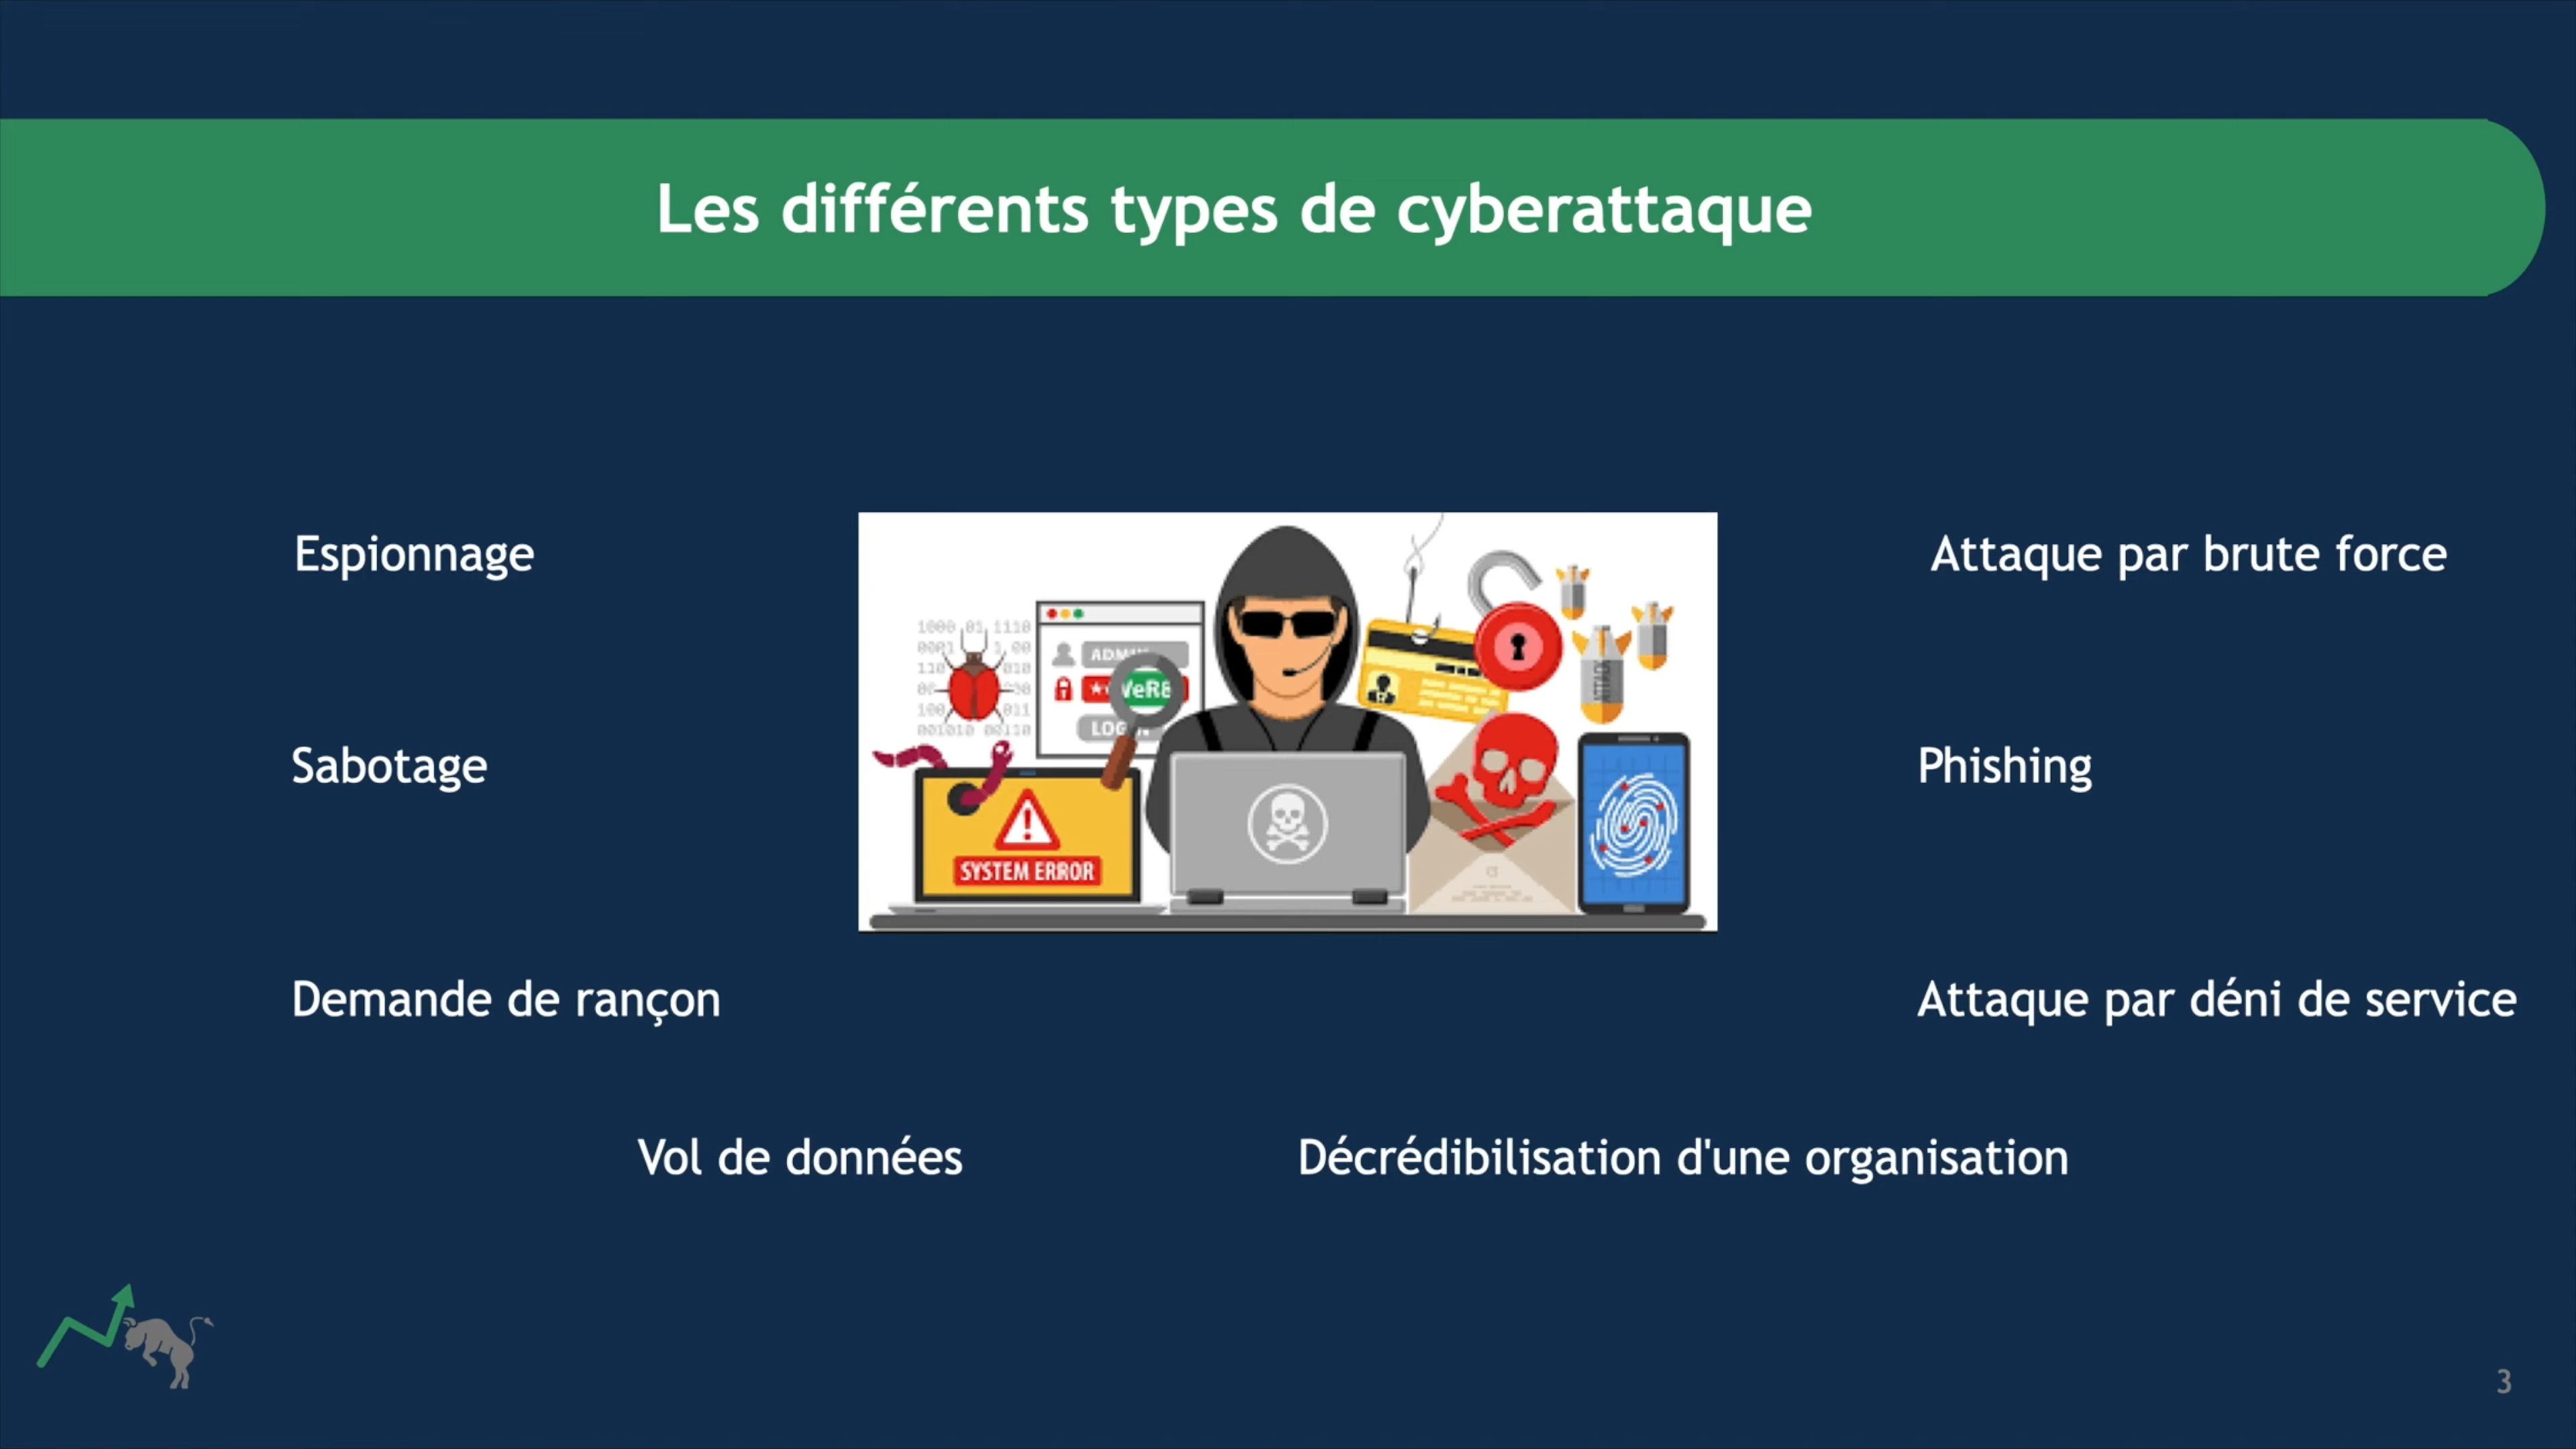 Les différents types de cyberattaque
Espionnage
Attaque par brute force
Sabotage
Phishing
SYSTEM ERROR
ATTACK
Demande de rançon
Attaque par déni de service
Vol de données
Décrédibilisation d'une organisation
3